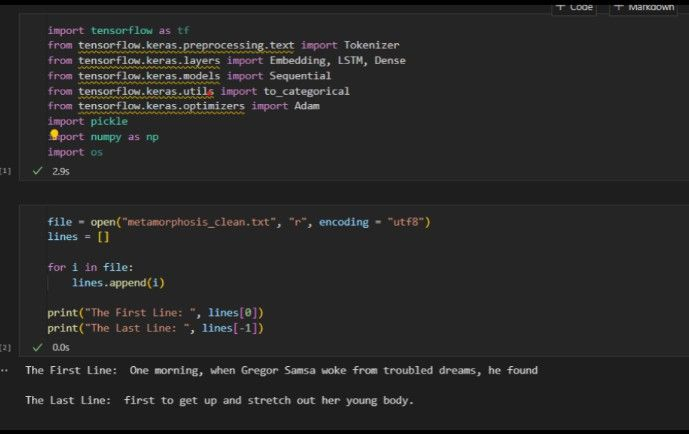 + Code + Markdown
import tensorflow as tf
from tensorflow.keras.preprocessing.text import Tokenizer
from tensorflow.keras.layers import Embedding, LSTM, Dense
from tensorflow.keras.models import Sequential
from tensorflow.keras.utils import to_categorical
from tensorflow.keras.optimizers import Adam
import pickle
import numpy as np
import os
[1] ✓ 2.9s
file = open("metamorphosis_clean.txt", "r", encoding = "utf8")
lines = []
for i in file:
    lines.append(i)
print("The First Line: ", lines[0])
print("The Last Line: ", lines[-1])
[2] ✓ 0.0s
The First Line:  One morning, when Gregor Samsa woke from troubled dreams, he found
The Last Line:  first to get up and stretch out her young body.